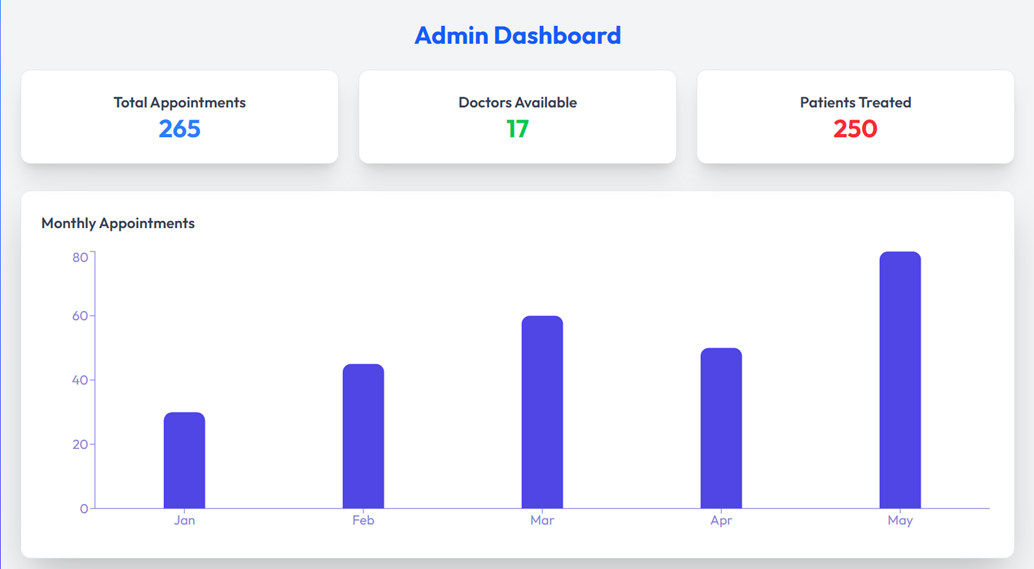 Admin Dashboard
Total Appointments
265
Doctors Available
17
Patients Treated
250
Monthly Appointments
80
60
40
20
0
Jan Feb Mar Apr May